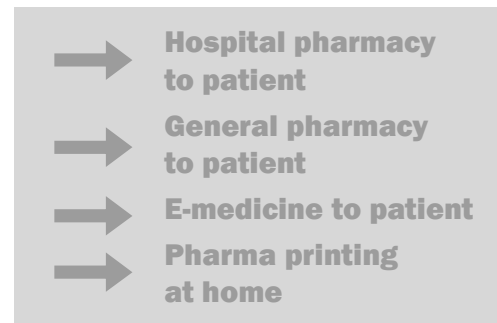 Hospital pharmacy
to patient
General pharmacy
to patient
E-medicine to patient
Pharma printing
at home